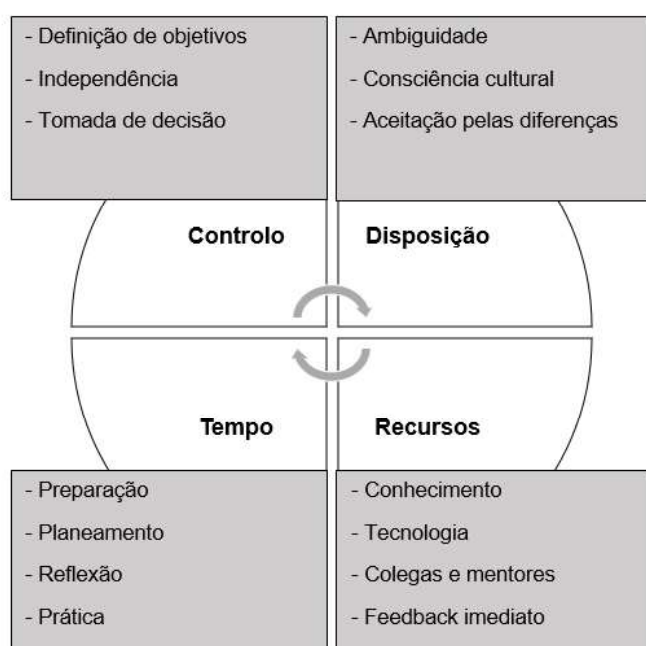 - Definição de objetivos
- Independência
- Tomada de decisão
- Ambiguidade
- Consciência cultural
- Aceitação pelas diferenças
Controlo
Disposição
Tempo
Recursos
- Preparação
- Planeamento
- Reflexão
- Prática
- Conhecimento
- Tecnologia
- Colegas e mentores
- Feedback imediato